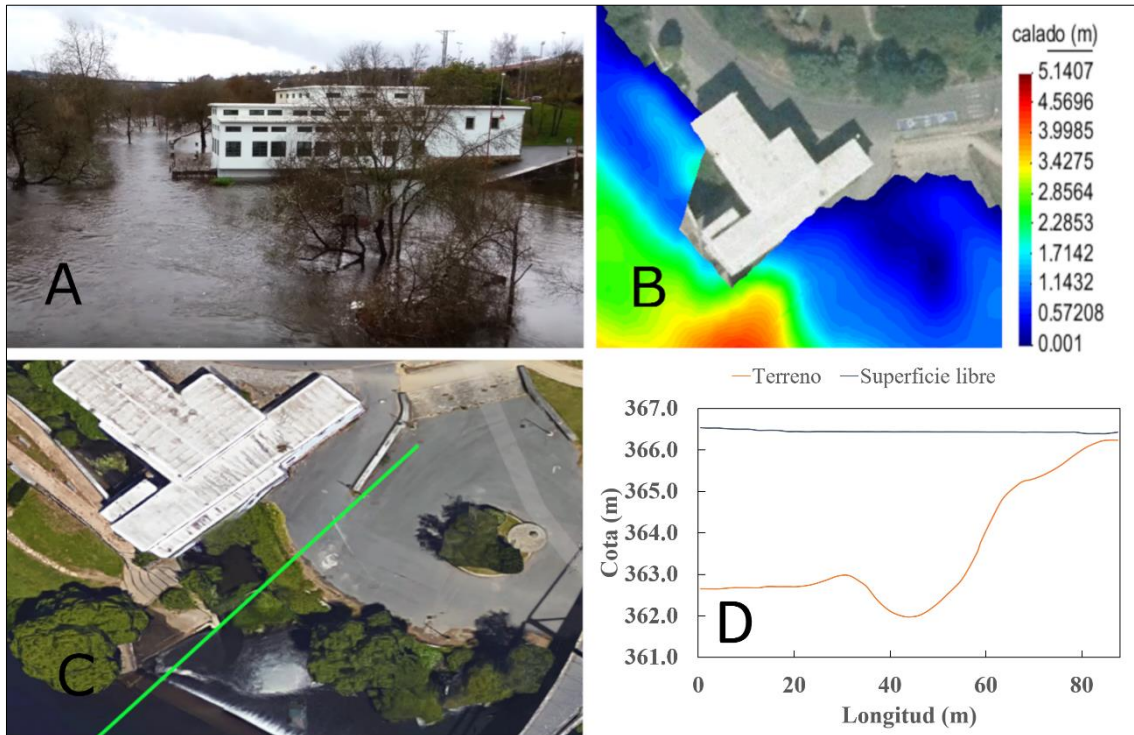 A
B
calado (m)
5.1407
4.5696
3.9985
3.4273
2.8564
2.2853
1.7142
1.1432
0.57208
0.001
C
Terreno
Superficie libre
367.0
366.0
365.0
364.0
363.0
362.0
361.0
Cota (m)
D
0
20
40
60
80
Longitud (m)